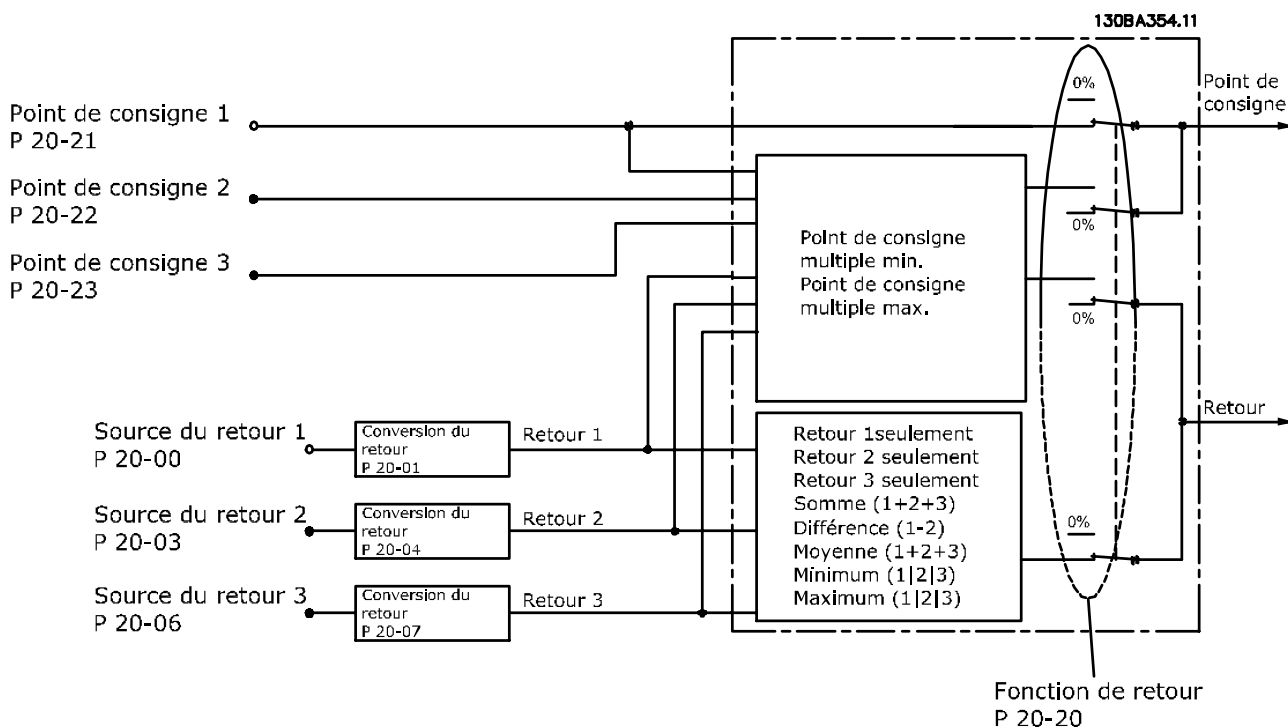 130BA354.11
Point de consigne 1
P 20-21
Point de consigne 2
P 20-22
Point de consigne 3
P 20-23
0%
Point de
consigne
0%
Point de consigne
multiple min.
Point de consigne
multiple max.
0%
Retour
Source du retour 1
P 20-00
Conversion du
retour
P 20-01
Retour 1
Source du retour 2
P 20-03
Conversion du
retour
P 20-04
Retour 2
Source du retour 3
P 20-06
Conversion du
retour
P 20-07
Retour 3
Retour 1seulement
Retour 2 seulement
Retour 3 seulement
Somme (1+2+3)
Différence (1-2)
Moyenne (1+2+3)
Minimum (1|2|3)
Maximum (1|2|3)
0%
Fonction de retour
P 20-20